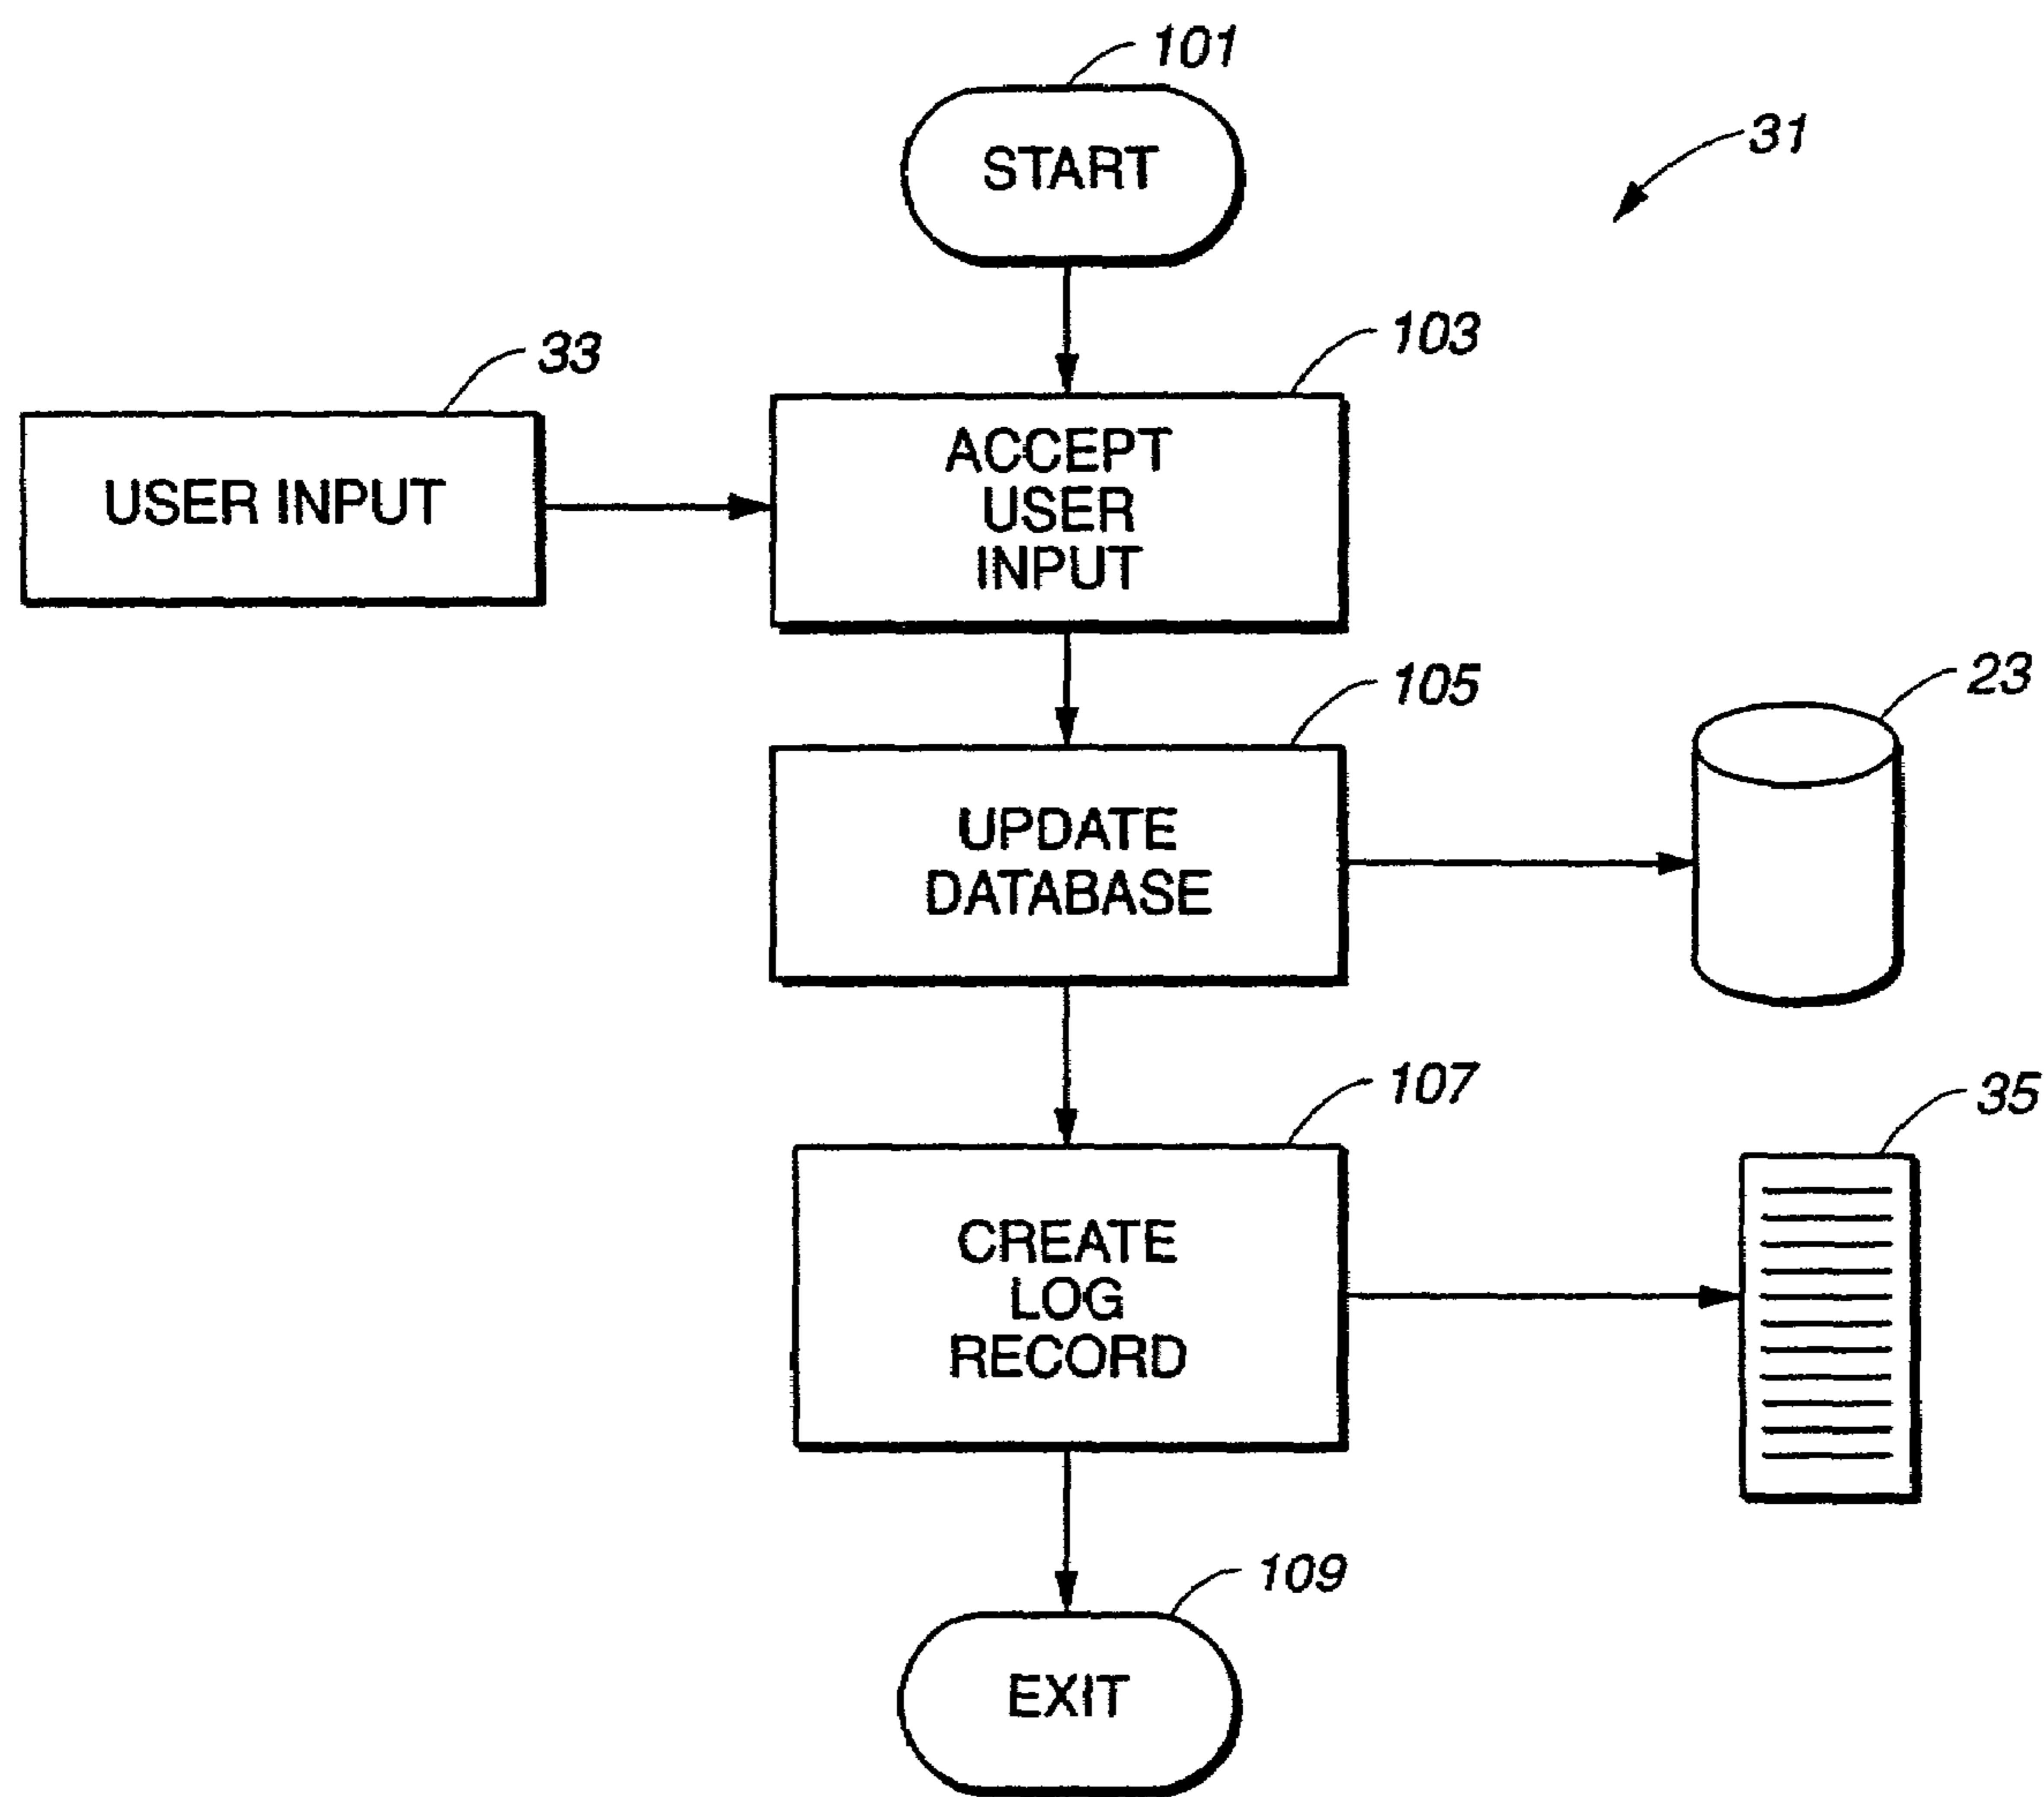 101
START
31
33
103
USER INPUT
ACCEPT
USER
INPUT
105
23
UPDATE
DATABASE
107
35
CREATE
LOG
RECORD
109
EXIT